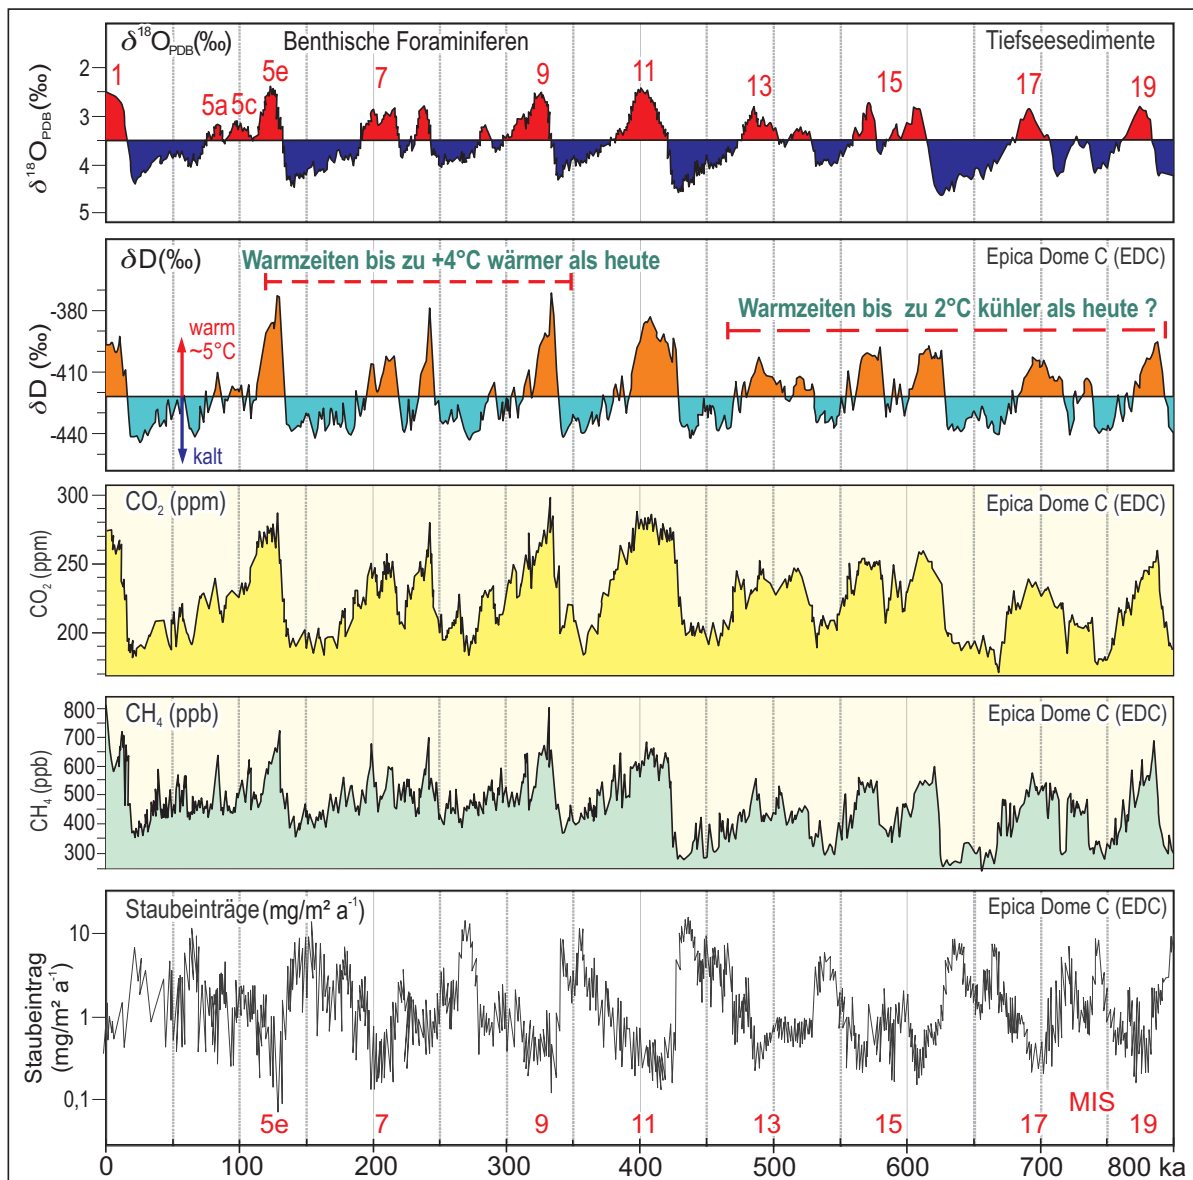 δ¹⁸O_PDB(‰) Benthische Foraminiferen Tiefseesedimente
1 5a 5c 5e 7 9 11 13 15 17 19
δ¹⁸O_PDB(‰)
2
3
4
5
δD(‰) Epica Dome C (EDC)
Warmzeiten bis zu +4°C wärmer als heute
Warmzeiten bis zu 2°C kühler als heute ?
warm
~5°C
kalt
δD (‰)
-380
-410
-440
CO₂ (ppm) Epica Dome C (EDC)
CO₂ (ppm)
300
250
200
CH₄ (ppb) Epica Dome C (EDC)
CH₄ (ppb)
800
700
600
500
400
300
Staubeinträge (mg/m² a⁻¹) Epica Dome C (EDC)
Staubeintrag
(mg/m² a⁻¹)
10
1
0,1
MIS
5e 7 9 11 13 15 17 19
0 100 200 300 400 500 600 700 800 ka